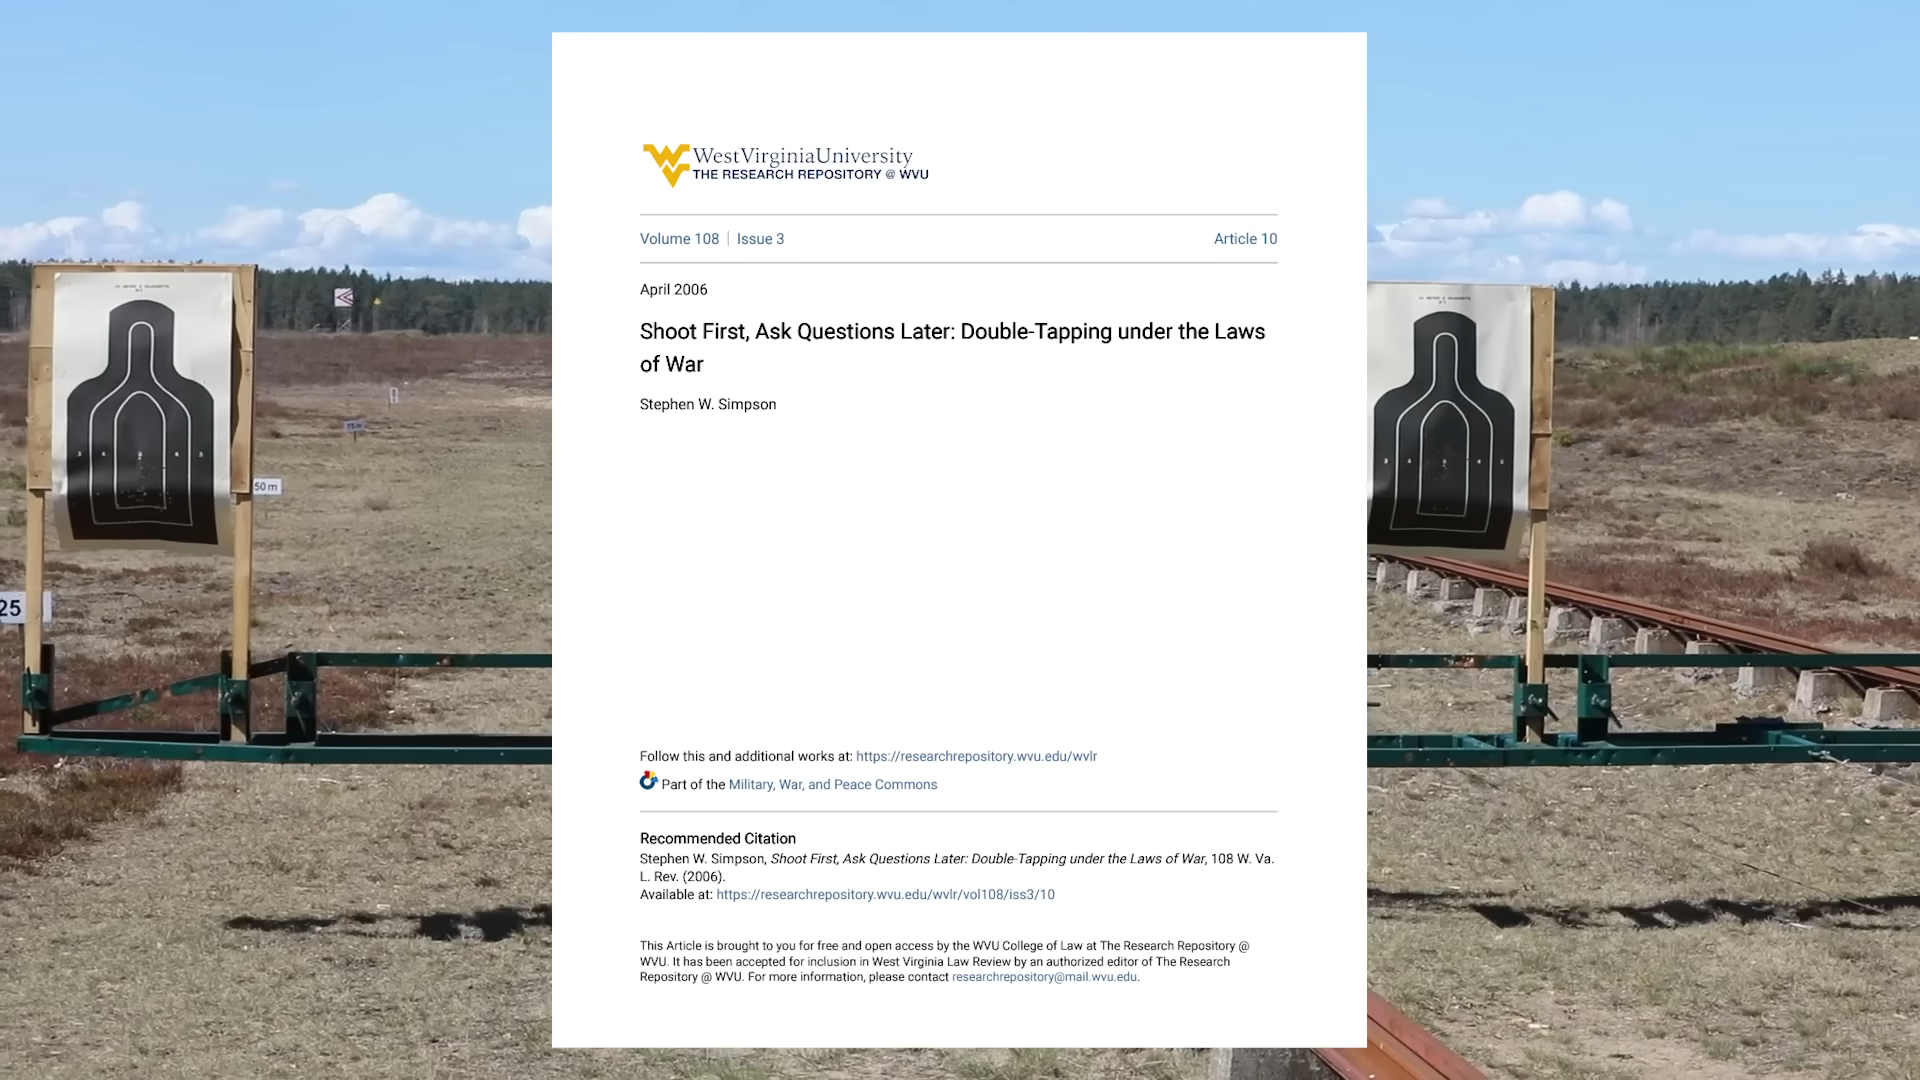 WestVirginiaUniversity
THE RESEARCH REPOSITORY @ WVU
Volume 108 | Issue 3
Article 10
April 2006
Shoot First, Ask Questions Later: Double-Tapping under the Laws
of War
Stephen W. Simpson
50 m
75 m
25
Follow this and additional works at: https://researchrepository.wvu.edu/wvlr
Part of the Military, War, and Peace Commons
Recommended Citation
Stephen W. Simpson, Shoot First, Ask Questions Later: Double-Tapping under the Laws of War, 108 W. Va.
L. Rev. (2006).
Available at: https://researchrepository.wvu.edu/wvlr/vol108/iss3/10
This Article is brought to you for free and open access by the WVU College of Law at The Research Repository @
WVU. It has been accepted for inclusion in West Virginia Law Review by an authorized editor of The Research
Repository @ WVU. For more information, please contact researchrepository@mail.wvu.edu.